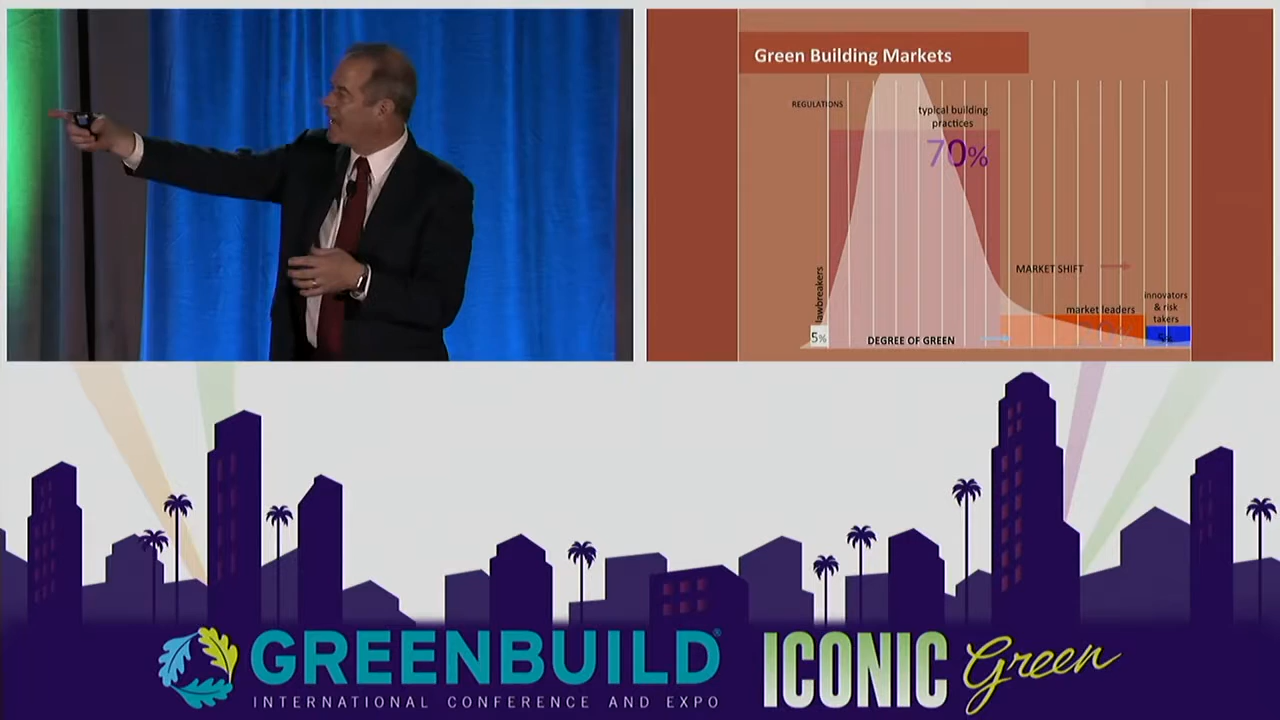 Green Building Markets
REGULATIONS
typical building
practices
70%
MARKET SHIFT
lawbreakers
innovators
& risk
takers
market leaders
5%
DEGREE OF GREEN
5%
GREENBUILD®
INTERNATIONAL CONFERENCE AND EXPO
ICONIC Green